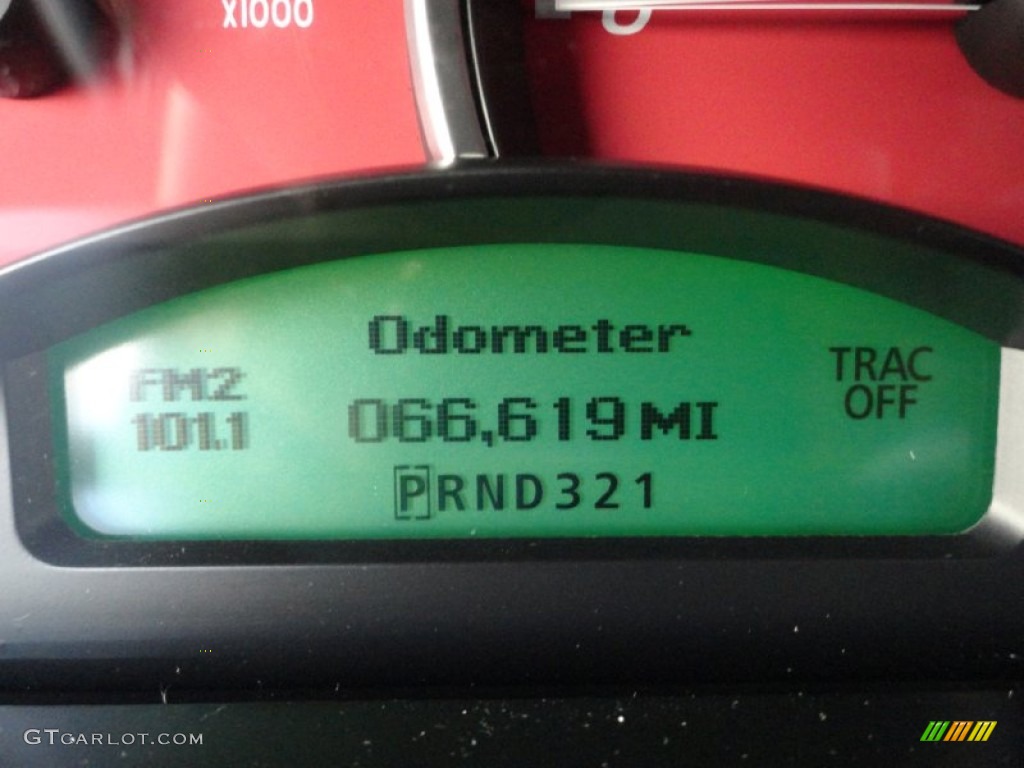 x1000
Odometer
FM2
101.1
066,619 MI
TRAC
OFF
PRND321
GTCARLOT.COM